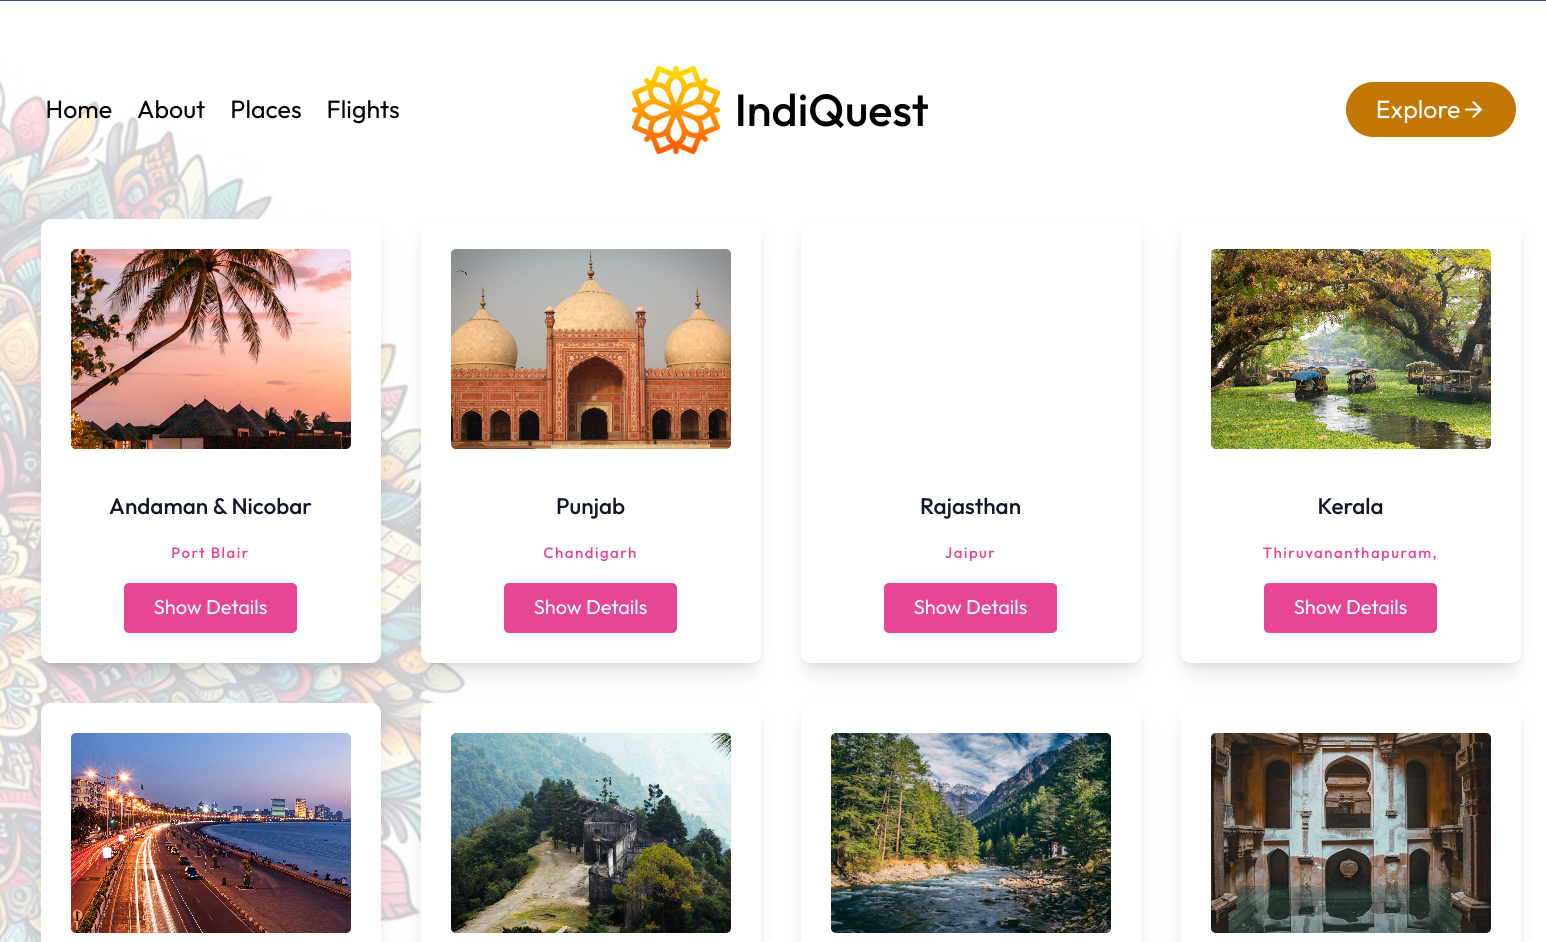 Home About Places Flights
IndiQuest
Explore
Andaman & Nicobar
Port Blair
Show Details
Punjab
Chandigarh
Show Details
Rajasthan
Jaipur
Show Details
Kerala
Thiruvananthapuram,
Show Details